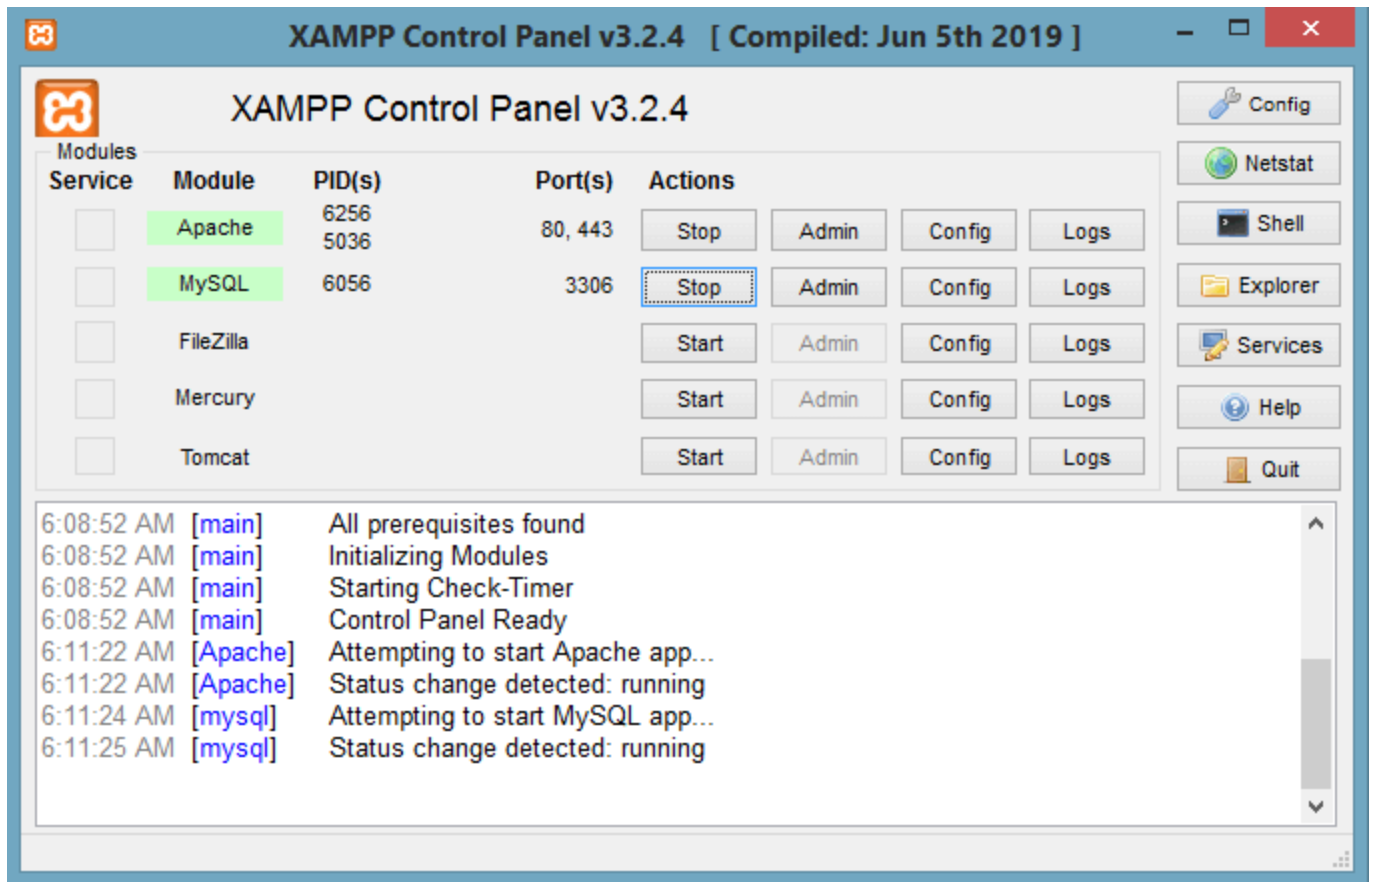 XAMPP Control Panel v3.2.4 [ Compiled: Jun 5th 2019 ]
XAMPP Control Panel v3.2.4
Config
Modules
Service Module PID(s) Port(s) Actions
Netstat
Apache 6256 5036 80, 443 Stop Admin Config Logs
Shell
MySQL 6056 3306 Stop Admin Config Logs
Explorer
FileZilla Start Admin Config Logs
Services
Mercury Start Admin Config Logs
Help
Tomcat Start Admin Config Logs
Quit
6:08:52 AM [main] All prerequisites found
6:08:52 AM [main] Initializing Modules
6:08:52 AM [main] Starting Check-Timer
6:08:52 AM [main] Control Panel Ready
6:11:22 AM [Apache] Attempting to start Apache app...
6:11:22 AM [Apache] Status change detected: running
6:11:24 AM [mysql] Attempting to start MySQL app...
6:11:25 AM [mysql] Status change detected: running